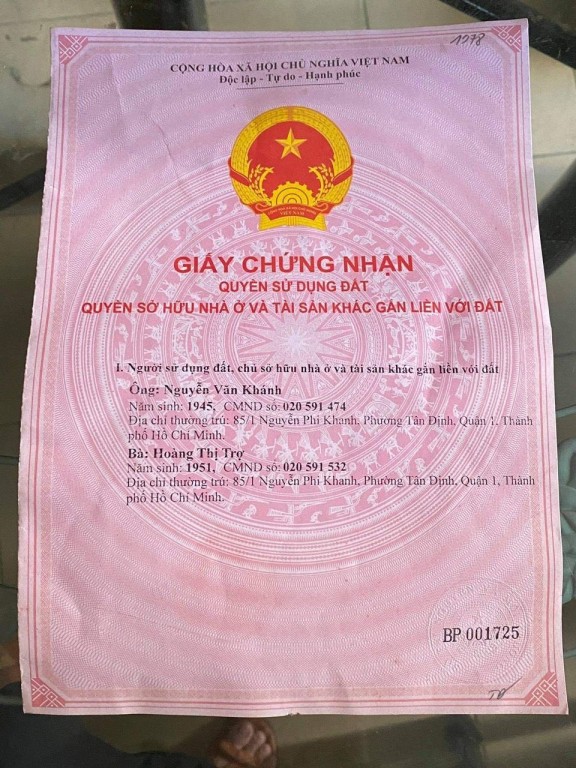 1378
CỘNG HÒA XÃ HỘI CHỦ NGHĨA VIỆT NAM
Độc lập - Tự do - Hạnh phúc
VIỆT NAM
GIẤY CHỨNG NHẬN
QUYỀN SỬ DỤNG ĐẤT
QUYỀN SỞ HỮU NHÀ Ở VÀ TÀI SẢN KHÁC GẮN LIỀN VỚI ĐẤT
I. Người sử dụng đất, chủ sở hữu nhà ở và tài sản khác gắn liền với đất
Ông: Nguyễn Văn Khánh
Năm sinh: 1945, CMND số: 020 591 474
Địa chỉ thường trú: 85/1 Nguyễn Phi Khanh, Phường Tân Định, Quận 1, Thành
phố Hồ Chí Minh.
Bà: Hoàng Thị Trợ
Năm sinh: 1951, CMND số: 020 591 532
Địa chỉ thường trú: 85/1 Nguyễn Phi Khanh, Phường Tân Định, Quận 1, Thành
phố Hồ Chí Minh.
BP 001725